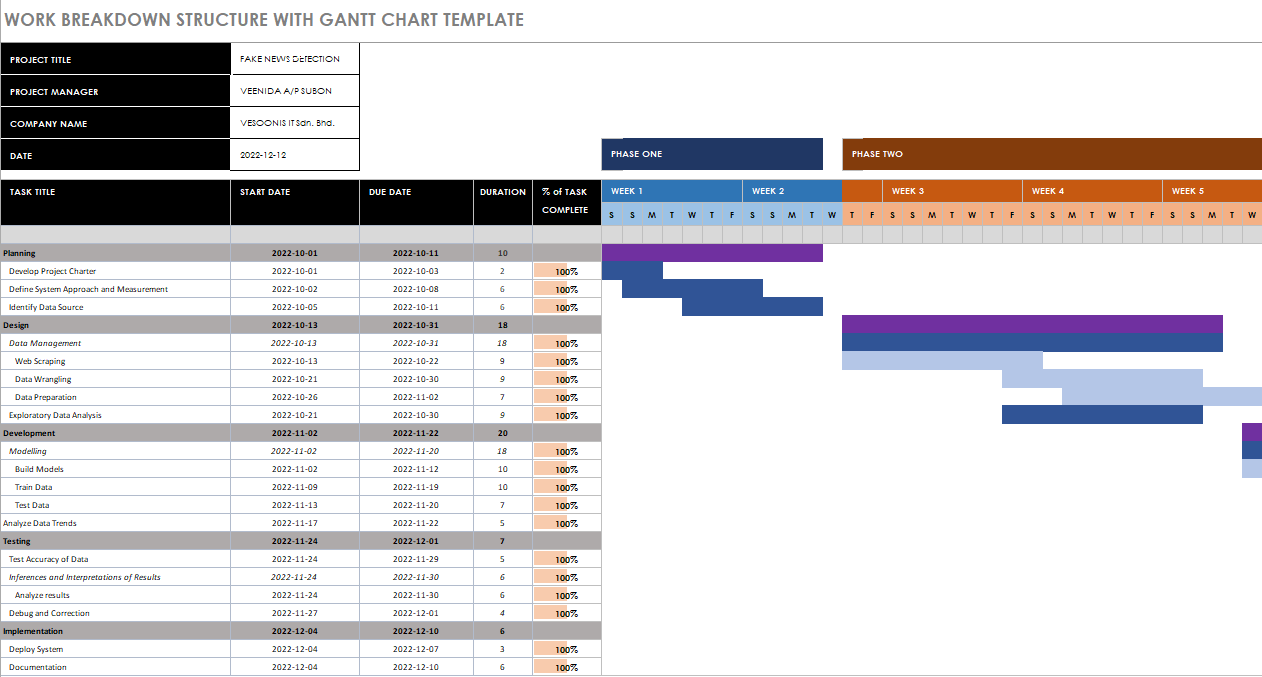 WORK BREAKDOWN STRUCTURE WITH GANTT CHART TEMPLATE
PROJECT TITLE FAKE NEWS DEFECTION
PROJECT MANAGER VEENIDA A/P SUBON
COMPANY NAME VESOONIS IT Sdn. Bhd.
DATE 2022-12-12
PHASE ONE PHASE TWO
TASK TITLE START DATE DUE DATE DURATION % of TASK COMPLETE WEEK 1 WEEK 2 WEEK 3 WEEK 4 WEEK 5
S S M T W T F S S M T W T F S S M T W T F S S M T W T F S S M T W
Planning 2022-10-01 2022-10-11 10
Develop Project Charter 2022-10-01 2022-10-03 2 100%
Define System Approach and Measurement 2022-10-02 2022-10-08 6 100%
Identify Data Source 2022-10-05 2022-10-11 6 100%
Design 2022-10-13 2022-10-31 18
Data Management 2022-10-13 2022-10-31 18 100%
Web Scraping 2022-10-13 2022-10-22 9 100%
Data Wrangling 2022-10-21 2022-10-30 9 100%
Data Preparation 2022-10-26 2022-11-02 7 100%
Exploratory Data Analysis 2022-10-21 2022-10-30 9 100%
Development 2022-11-02 2022-11-22 20
Modelling 2022-11-02 2022-11-20 18 100%
Build Models 2022-11-02 2022-11-12 10 100%
Train Data 2022-11-09 2022-11-19 10 100%
Test Data 2022-11-13 2022-11-20 7 100%
Analyze Data Trends 2022-11-17 2022-11-22 5 100%
Testing 2022-11-24 2022-12-01 7
Test Accuracy of Data 2022-11-24 2022-11-29 5 100%
Inferences and Interpretations of Results 2022-11-24 2022-11-30 6 100%
Analyze results 2022-11-24 2022-11-30 6 100%
Debug and Correction 2022-11-27 2022-12-01 4 100%
Implementation 2022-12-04 2022-12-10 6
Deploy System 2022-12-04 2022-12-07 3 100%
Documentation 2022-12-04 2022-12-10 6 100%